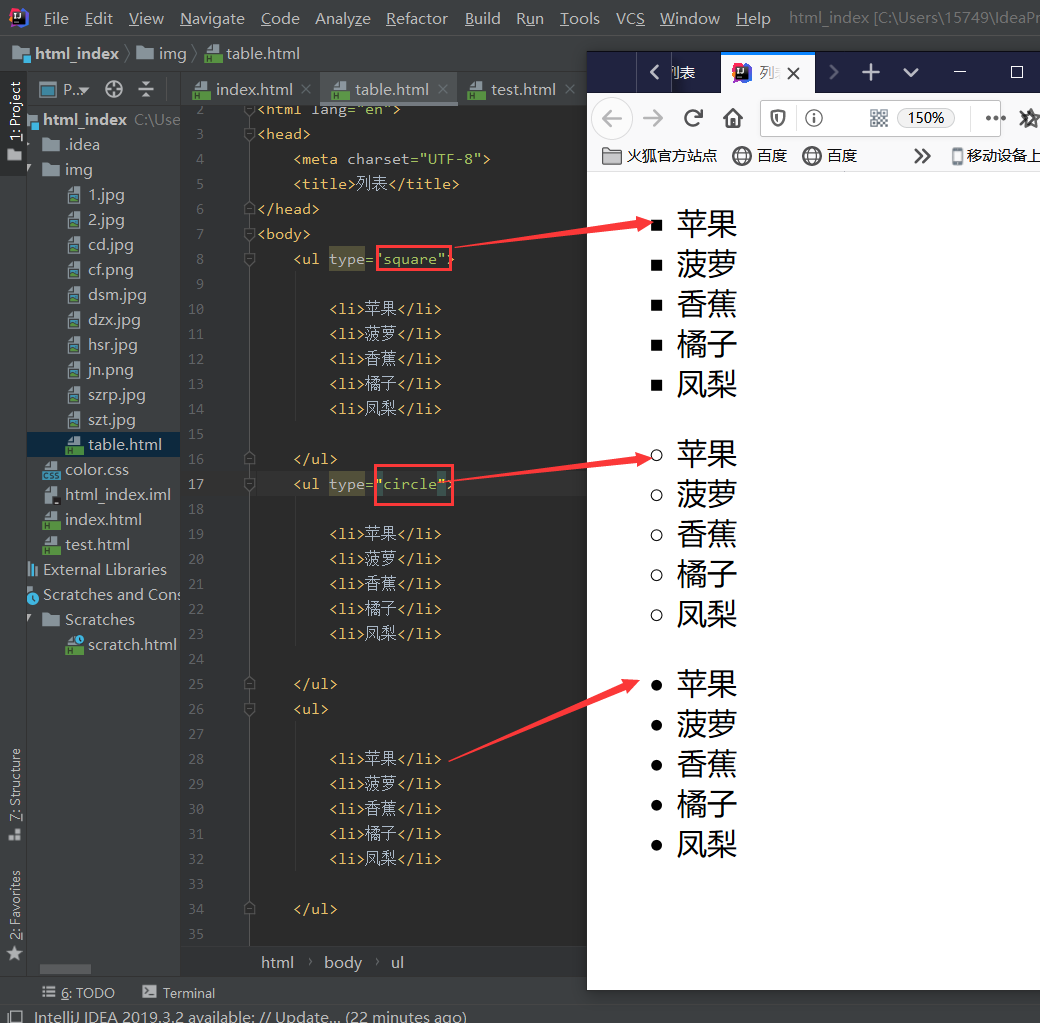 File Edit View Navigate Code Analyze Refactor Build Run Tools VCS Window Help html_index [C:\Users\15749\IdeaPr
html_index img table.html
1: Project
P..
index.html table.html test.html
html_index C:\Use
.idea
img
1.jpg
2.jpg
cd.jpg
cf.png
dsm.jpg
dzx.jpg
hsr.jpg
jn.png
szrp.jpg
szt.jpg
table.html
color.css
html_index.iml
index.html
test.html
External Libraries
Scratches and Cons
Scratches
scratch.html
7: Structure
2: Favorites
2 <html lang="en">
3 <head>
4 <meta charset="UTF-8">
5 <title>列表</title>
6 </head>
7 <body>
8 <ul type="square">
9
10 <li>苹果</li>
11 <li>菠萝</li>
12 <li>香蕉</li>
13 <li>橘子</li>
14 <li>凤梨</li>
15
16 </ul>
17 <ul type="circle">
18
19 <li>苹果</li>
20 <li>菠萝</li>
21 <li>香蕉</li>
22 <li>橘子</li>
23 <li>凤梨</li>
24
25 </ul>
26 <ul>
27
28 <li>苹果</li>
29 <li>菠萝</li>
30 <li>香蕉</li>
31 <li>橘子</li>
32 <li>凤梨</li>
33
34 </ul>
35
html › body › ul
6: TODO Terminal
IntelliJ IDEA 2019.3.2 available: // Update... (22 minutes ago)
列表 列
150%
火狐官方站点 百度 百度 移动设备上
■ 苹果
■ 菠萝
■ 香蕉
■ 橘子
■ 凤梨
○ 苹果
○ 菠萝
○ 香蕉
○ 橘子
○ 凤梨
● 苹果
● 菠萝
● 香蕉
● 橘子
● 凤梨